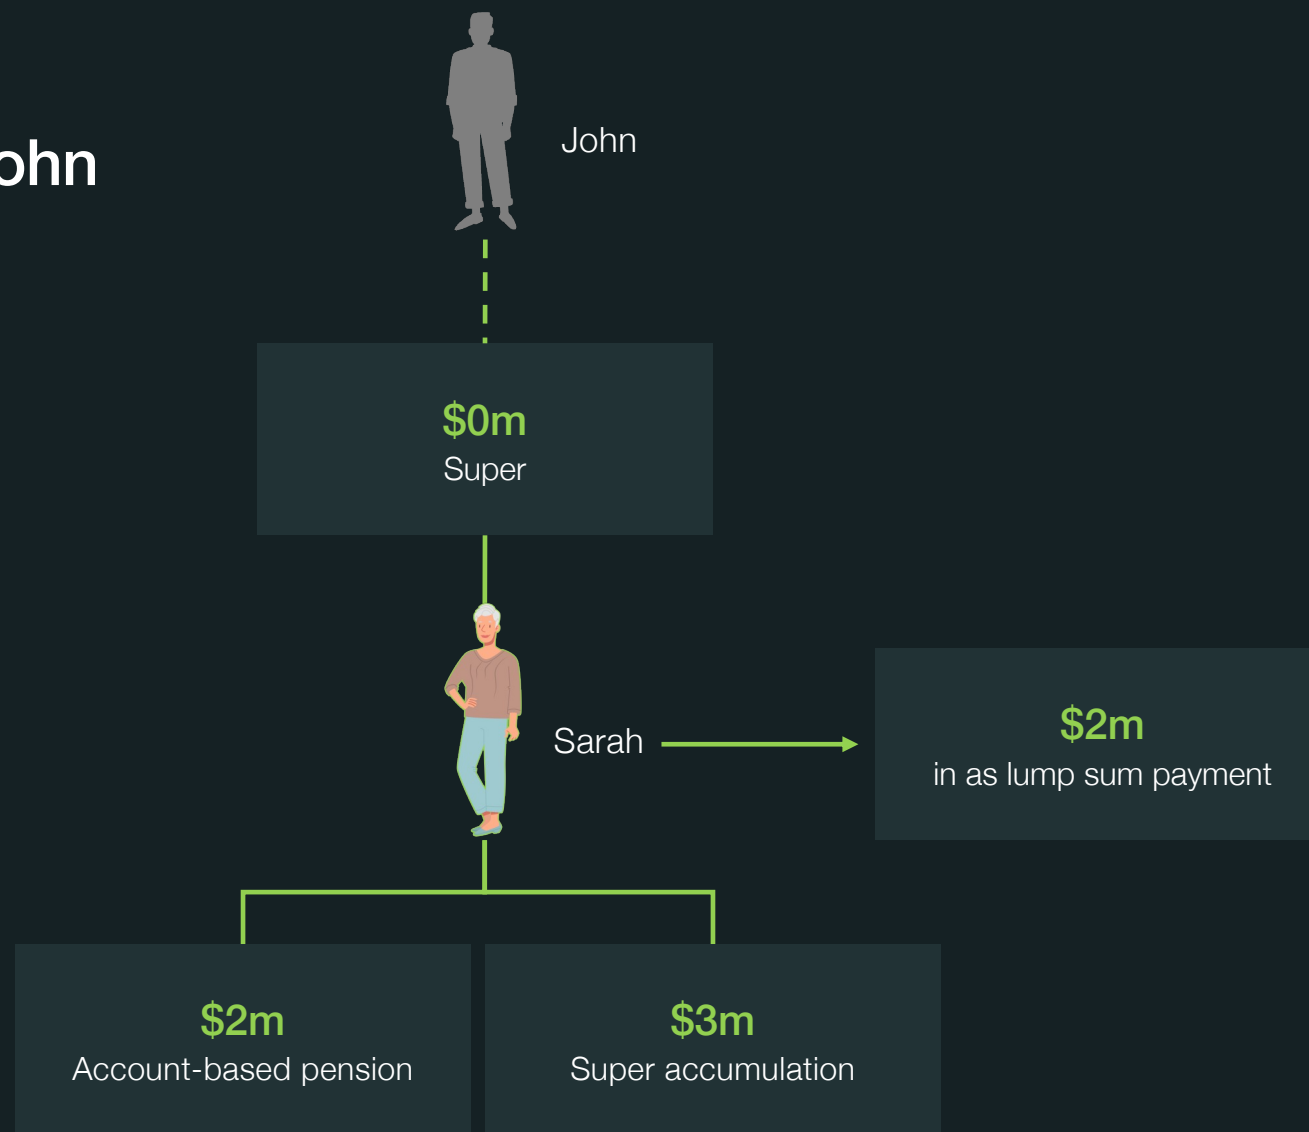 ohn
John
$0m
Super
Sarah
$2m
in as lump sum payment
$2m
Account-based pension
$3m
Super accumulation